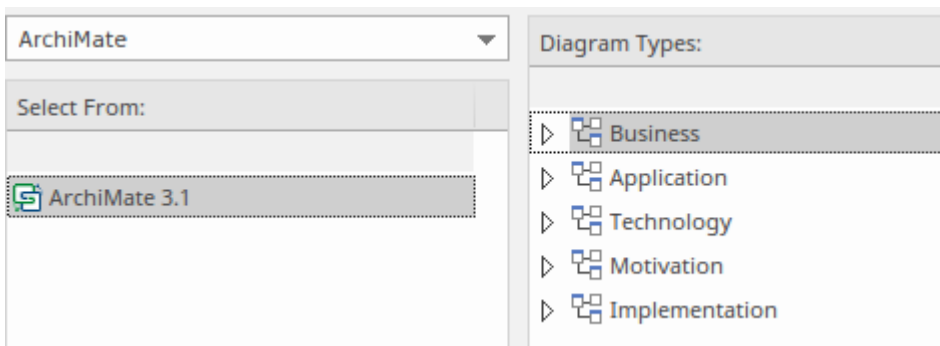 ArchiMate
Select From:
ArchiMate 3.1
Diagram Types:
Business
Application
Technology
Motivation
Implementation